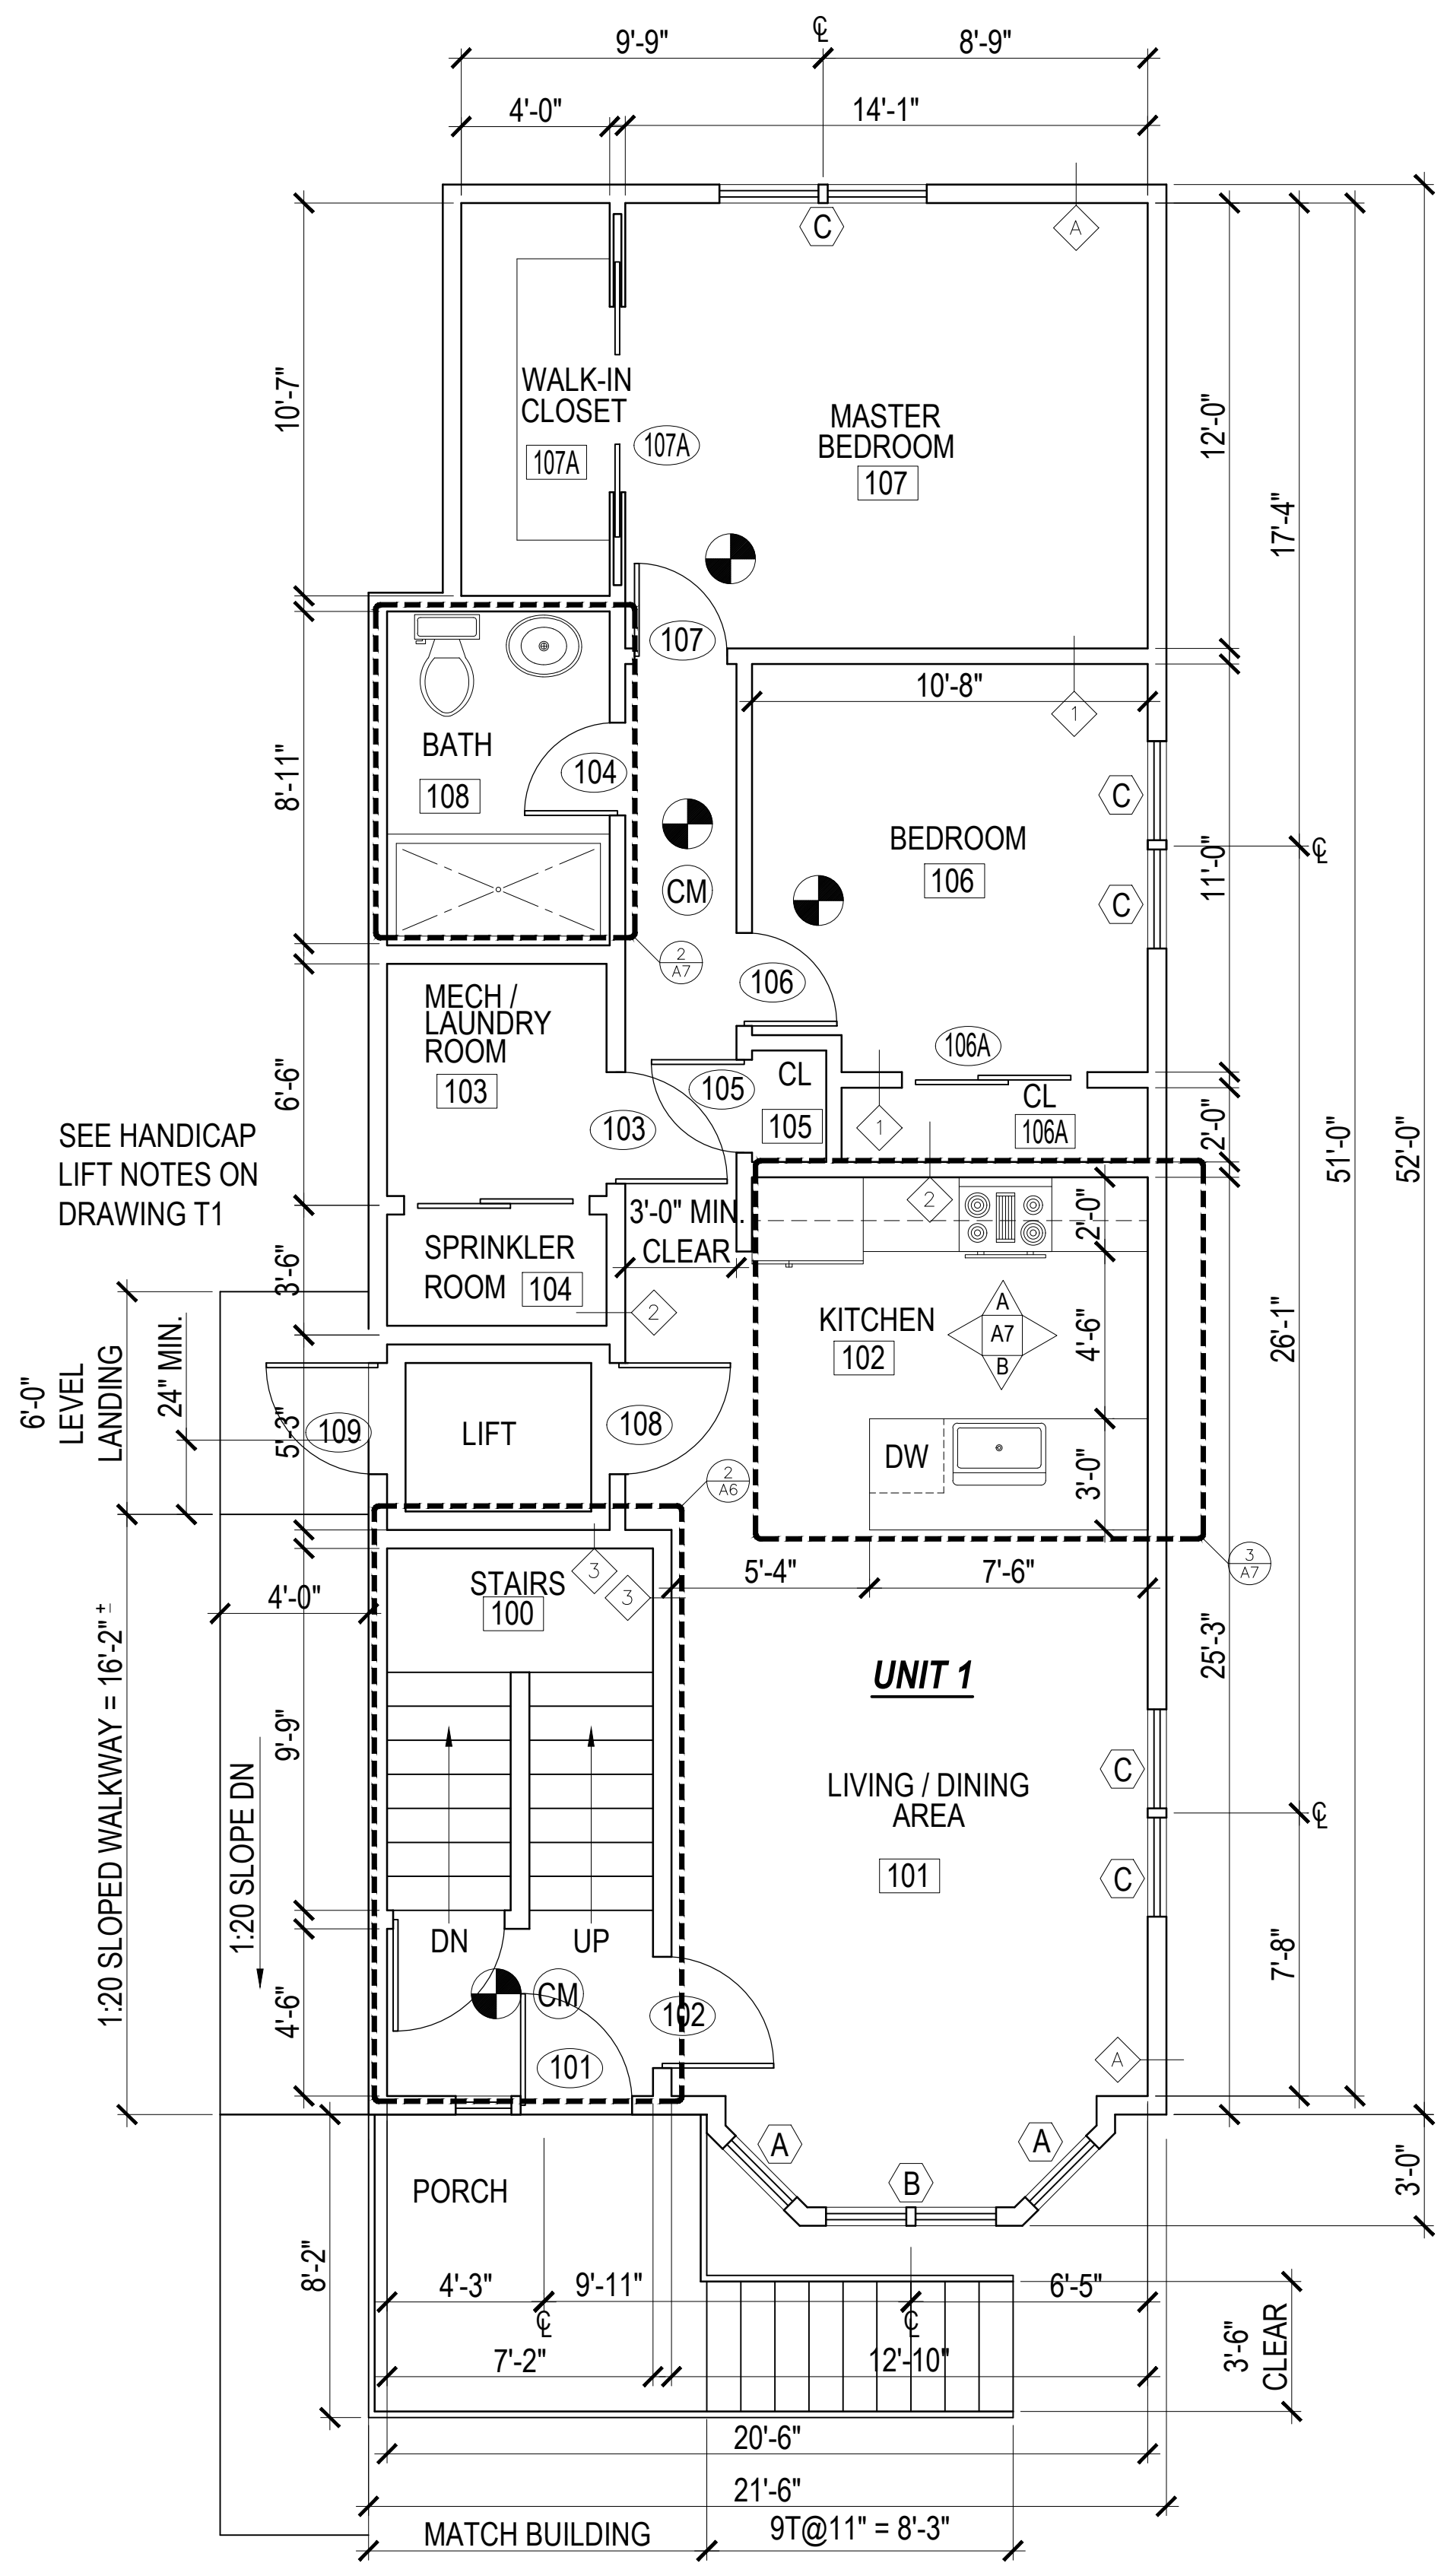 ℄
9'-9"
8'-9"
4'-0"
14'-1"
C
A
10'-7"
WALK-IN
CLOSET
107A
107A
MASTER
BEDROOM
107
12'-0"
17'-4"
107
10'-8"
1
BATH
108
104
8'-11"
CM
2
A7
BEDROOM
106
C
C
℄
11'-0"
106
MECH /
LAUNDRY
ROOM
103
103
6'-6"
105
CL
105
106A
CL
106A
1
2'-0"
51'-0"
52'-0"
SEE HANDICAP
LIFT NOTES ON
DRAWING T1
3'-0" MIN.
CLEAR
2
2'-0"
SPRINKLER
ROOM
104
3'-6"
2
KITCHEN
102
A
A7
B
4'-6"
26'-1"
6'-0"
LEVEL
LANDING
24" MIN.
5'-3"
109
LIFT
108
DW
3'-0"
2
A6
3
A7
4'-0"
STAIRS
100
3
3
5'-4"
7'-6"
25'-3"
UNIT 1
1:20 SLOPED WALKWAY = 16'-2" ±
1:20 SLOPE DN
9'-9"
LIVING / DINING
AREA
101
C
C
℄
DN
UP
CM
102
101
4'-6"
7'-8"
A
A
B
A
3'-0"
PORCH
8'-2"
4'-3"
9'-11"
6'-5"
℄
℄
7'-2"
12'-10"
3'-6"
CLEAR
20'-6"
21'-6"
MATCH BUILDING
9T@11" = 8'-3"